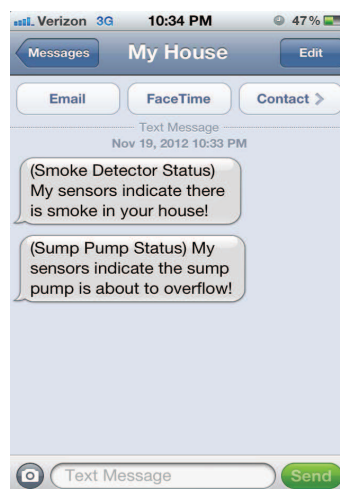 Verizon 3G 10:34 PM 47%
Messages My House Edit
Email FaceTime Contact
Text Message
Nov 19, 2012 10:33 PM
(Smoke Detector Status)
My sensors indicate there
is smoke in your house!
(Sump Pump Status) My
sensors indicate the sump
pump is about to overflow!
Text Message Send